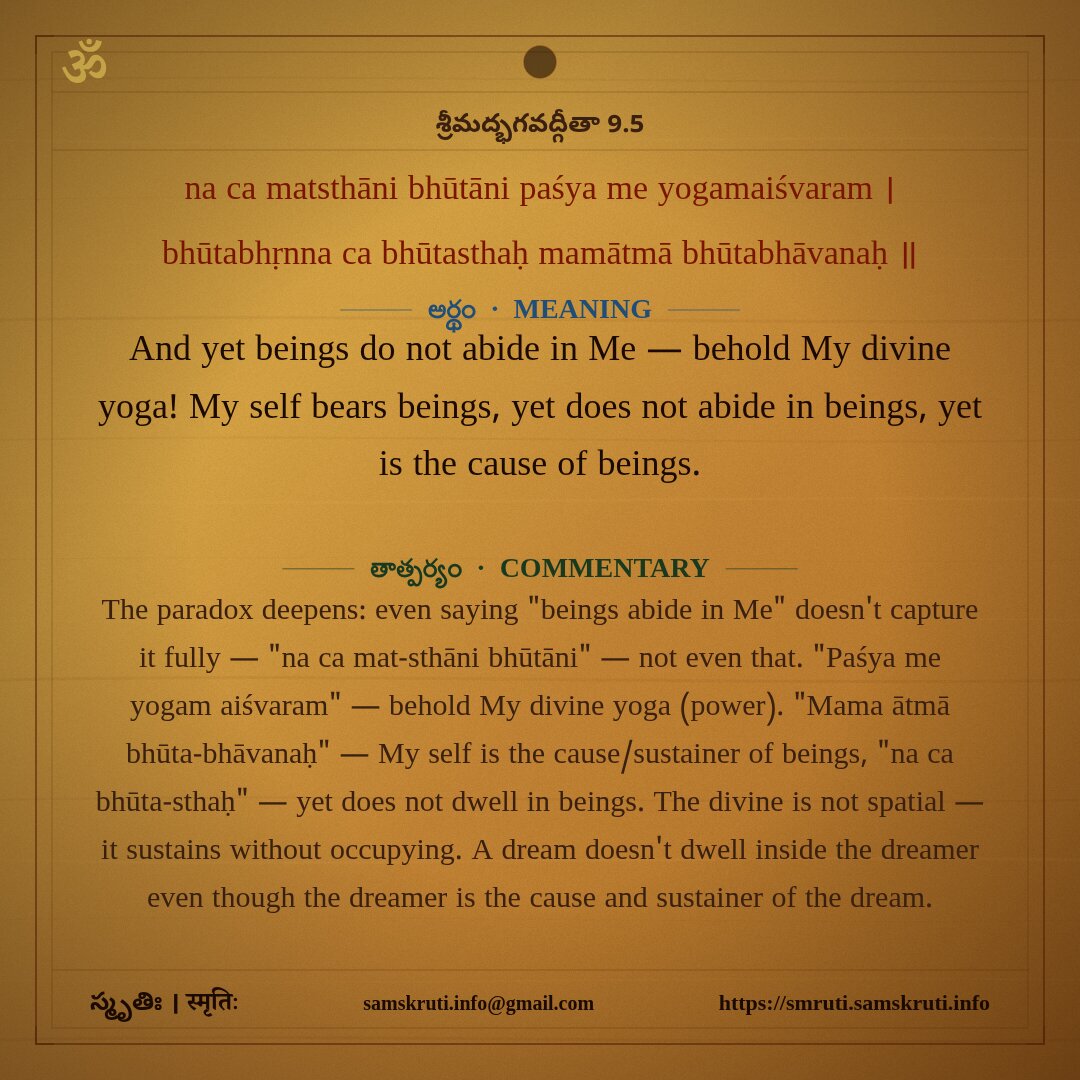 ॐ
శ్రీమద్భగవద్గీతా 9.5
na ca matsthāni bhūtāni paśya me yogamaiśvaram |
bhūtabhṛnna ca bhūtasthaḥ mamātmā bhūtabhāvanaḥ ||
అర్థం · MEANING
And yet beings do not abide in Me — behold My divine
yoga! My self bears beings, yet does not abide in beings, yet
is the cause of beings.
తాత్పర్యం · COMMENTARY
The paradox deepens: even saying "beings abide in Me" doesn't capture
it fully — "na ca mat-sthāni bhūtāni" — not even that. "Paśya me
yogam aiśvaram" — behold My divine yoga (power). "Mama ātmā
bhūta-bhāvanaḥ" — My self is the cause/sustainer of beings, "na ca
bhūta-sthaḥ" — yet does not dwell in beings. The divine is not spatial —
it sustains without occupying. A dream doesn't dwell inside the dreamer
even though the dreamer is the cause and sustainer of the dream.
స్మృతిః | स्मृतिः samskruti.info@gmail.com https://smruti.samskruti.info